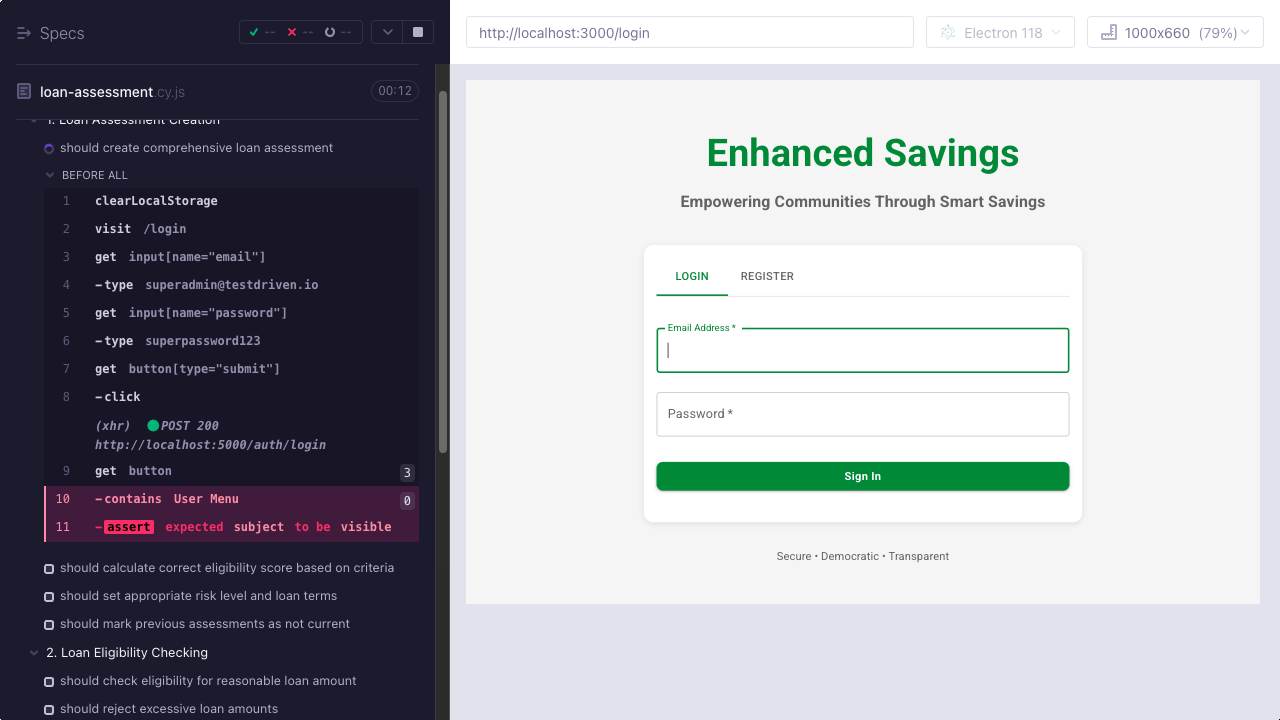 Specs
-- -- --
loan-assessment.cy.js 00:12
1. Loan Assessment Creation
should create comprehensive loan assessment
BEFORE ALL
1 clearLocalStorage
2 visit /login
3 get input[name="email"]
4 -type superadmin@testdriven.io
5 get input[name="password"]
6 -type superpassword123
7 get button[type="submit"]
8 -click
(xhr) POST 200
http://localhost:5000/auth/login
9 get button 3
10 -contains User Menu 0
11 -assert expected subject to be visible
should calculate correct eligibility score based on criteria
should set appropriate risk level and loan terms
should mark previous assessments as not current
2. Loan Eligibility Checking
should check eligibility for reasonable loan amount
should reject excessive loan amounts
http://localhost:3000/login
Electron 118
1000x660 (79%)
Enhanced Savings
Empowering Communities Through Smart Savings
LOGIN REGISTER
Email Address *
Password *
Sign In
Secure • Democratic • Transparent